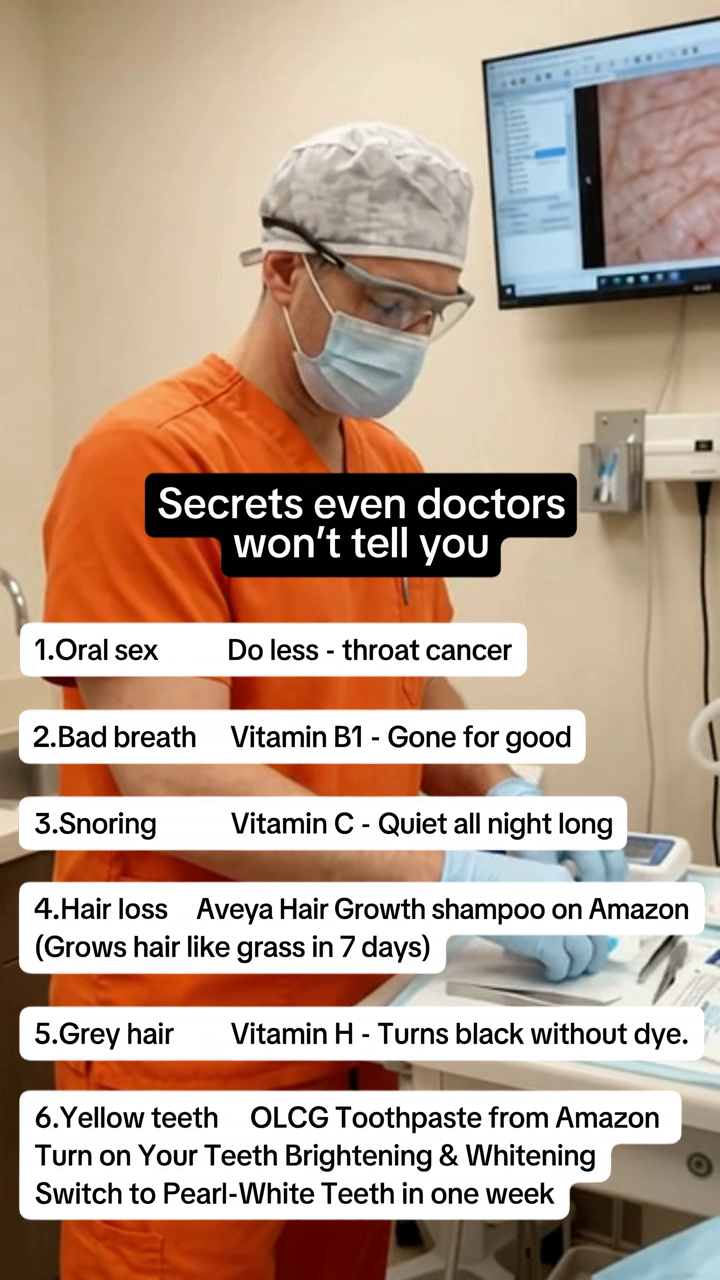 Secrets even doctors
won't tell you
1.Oral sex Do less - throat cancer
2.Bad breath Vitamin B1 - Gone for good
3.Snoring Vitamin C - Quiet all night long
4.Hair loss Aveya Hair Growth shampoo on Amazon
(Grows hair like grass in 7 days)
5.Grey hair Vitamin H - Turns black without dye.
6.Yellow teeth OLCG Toothpaste from Amazon
Turn on Your Teeth Brightening & Whitening
Switch to Pearl-White Teeth in one week